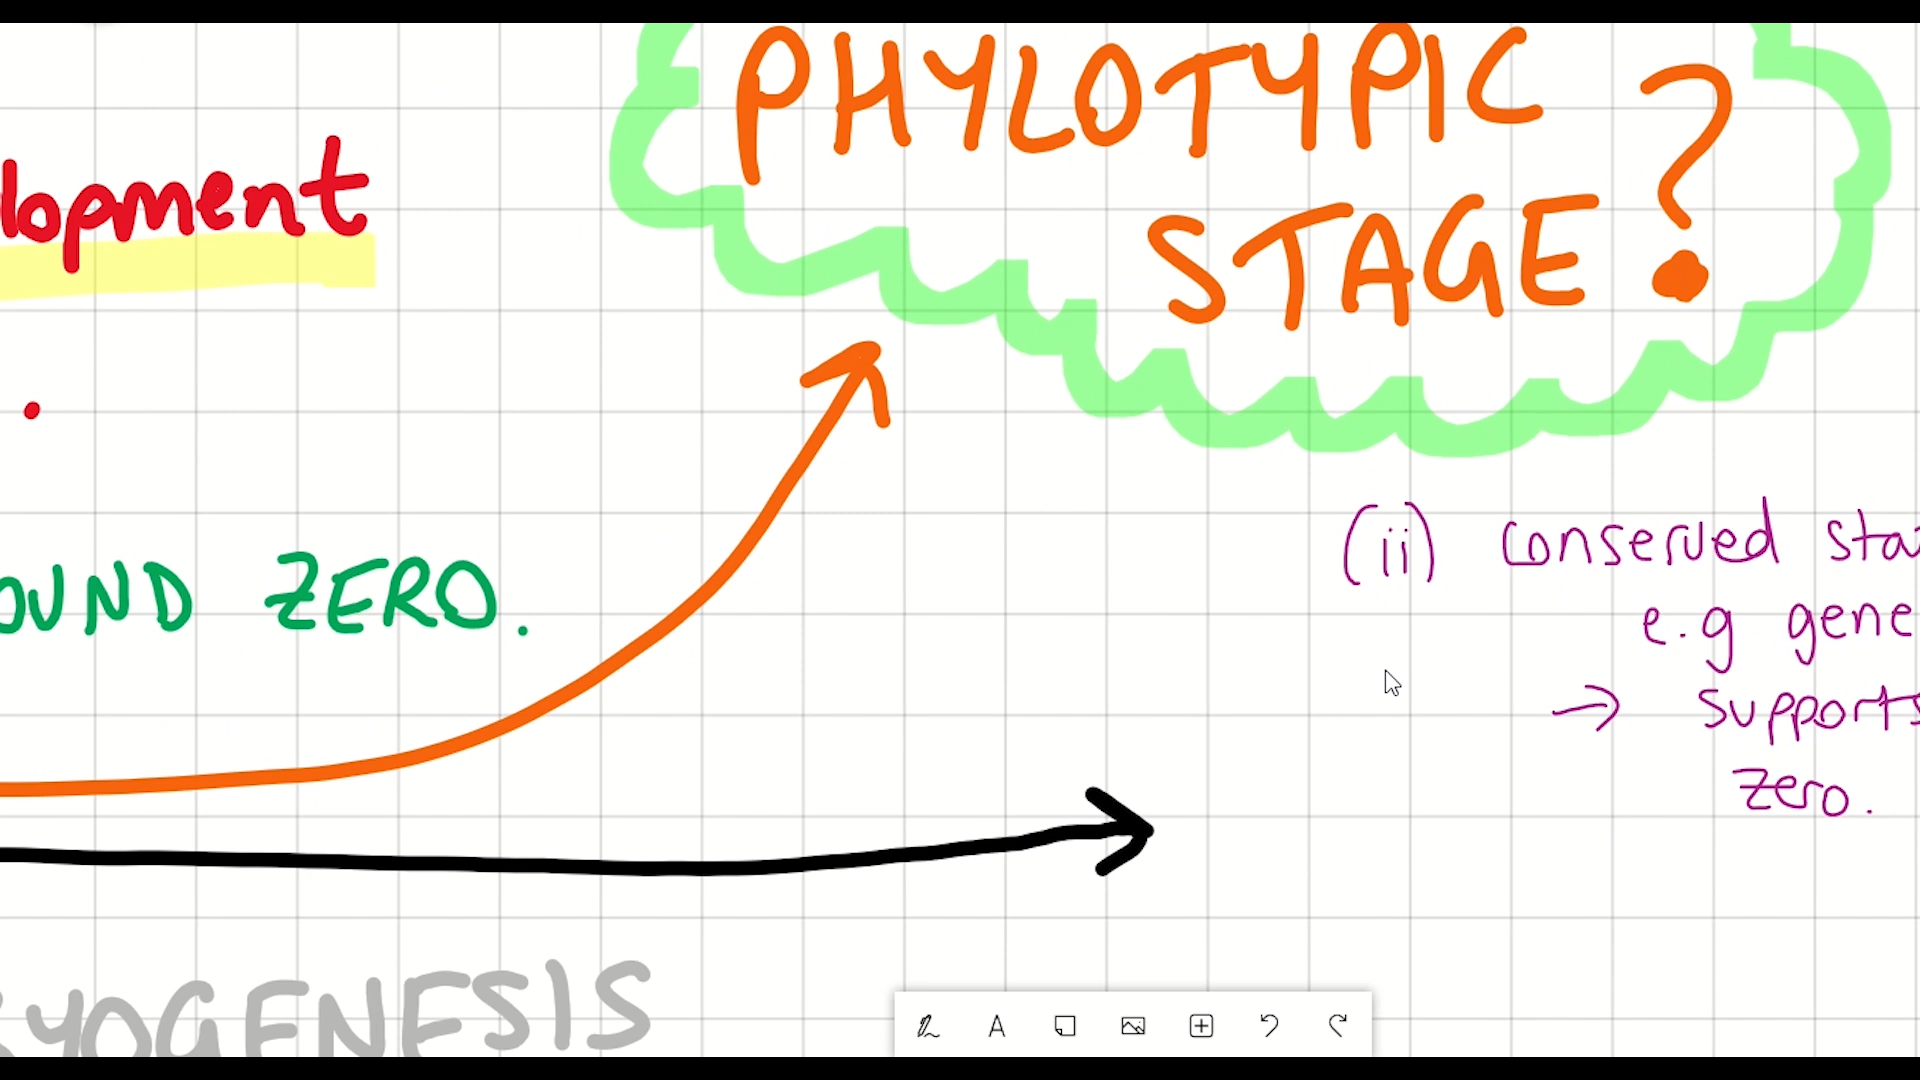 PHYLOTYPIC
STAGE?
lopment
.
OUND ZERO.
(ii) conserved sta
e.g gene
→ supports
zero.
YOGENESIS
A